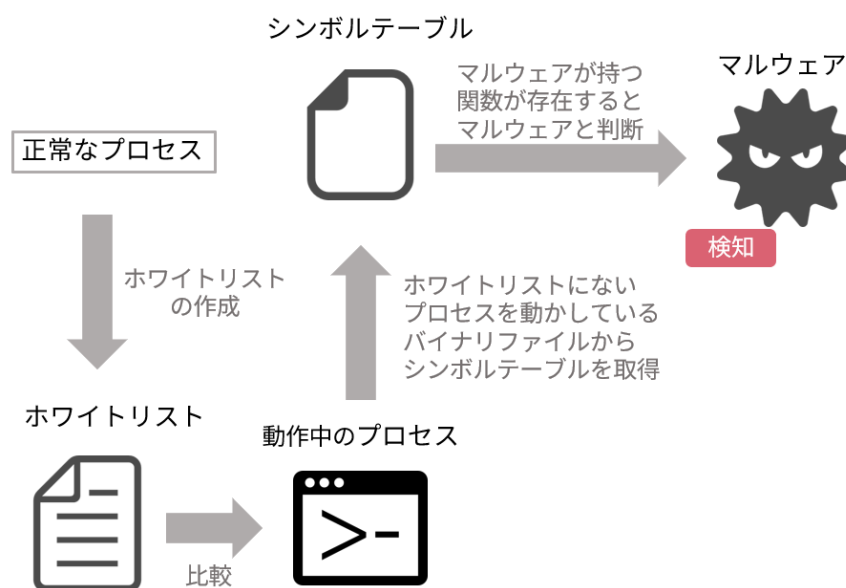 シンボルテーブル
マルウェアが持つ
関数が存在すると
マルウェアと判断
マルウェア
正常なプロセス
検知
ホワイトリスト
の作成
ホワイトリストにない
プロセスを動かしている
バイナリファイルから
シンボルテーブルを取得
ホワイトリスト
動作中のプロセス
>-
比較